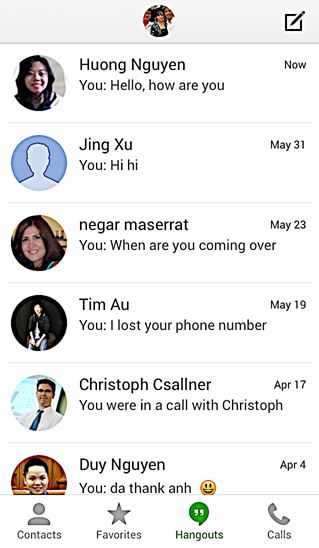 Huong Nguyen Now
You: Hello, how are you
Jing Xu May 31
You: Hi hi
negar maserrat May 23
You: When are you coming over
Tim Au May 19
You: I lost your phone number
Christoph Csallner Apr 17
You were in a call with Christoph
Duy Nguyen Apr 4
You: da thank anh 😃
Contacts Favorites Hangouts Calls